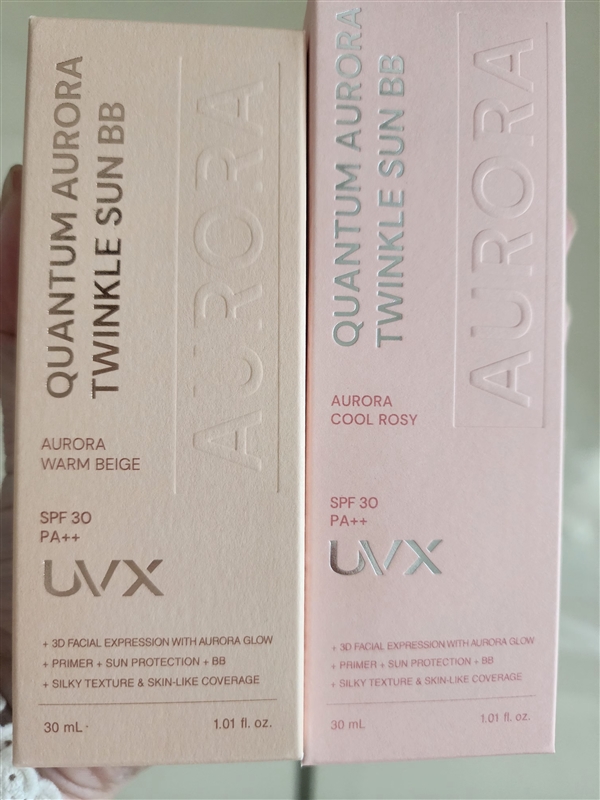 QUANTUM AURORA
TWINKLE SUN BB
AURORA
AURORA
WARM BEIGE
SPF 30
PA++
UVX
+ 3D FACIAL EXPRESSION WITH AURORA GLOW
+ PRIMER + SUN PROTECTION + BB
+ SILKY TEXTURE & SKIN-LIKE COVERAGE
30 mL
1.01 fl. oz.
QUANTUM AURORA
TWINKLE SUN BB
AURORA
AURORA
COOL ROSY
SPF 30
PA++
UVX
+ 3D FACIAL EXPRESSION WITH AURORA GLOW
+ PRIMER + SUN PROTECTION + BB
+ SILKY TEXTURE & SKIN-LIKE COVERAGE
30 mL
1.01 fl. oz.